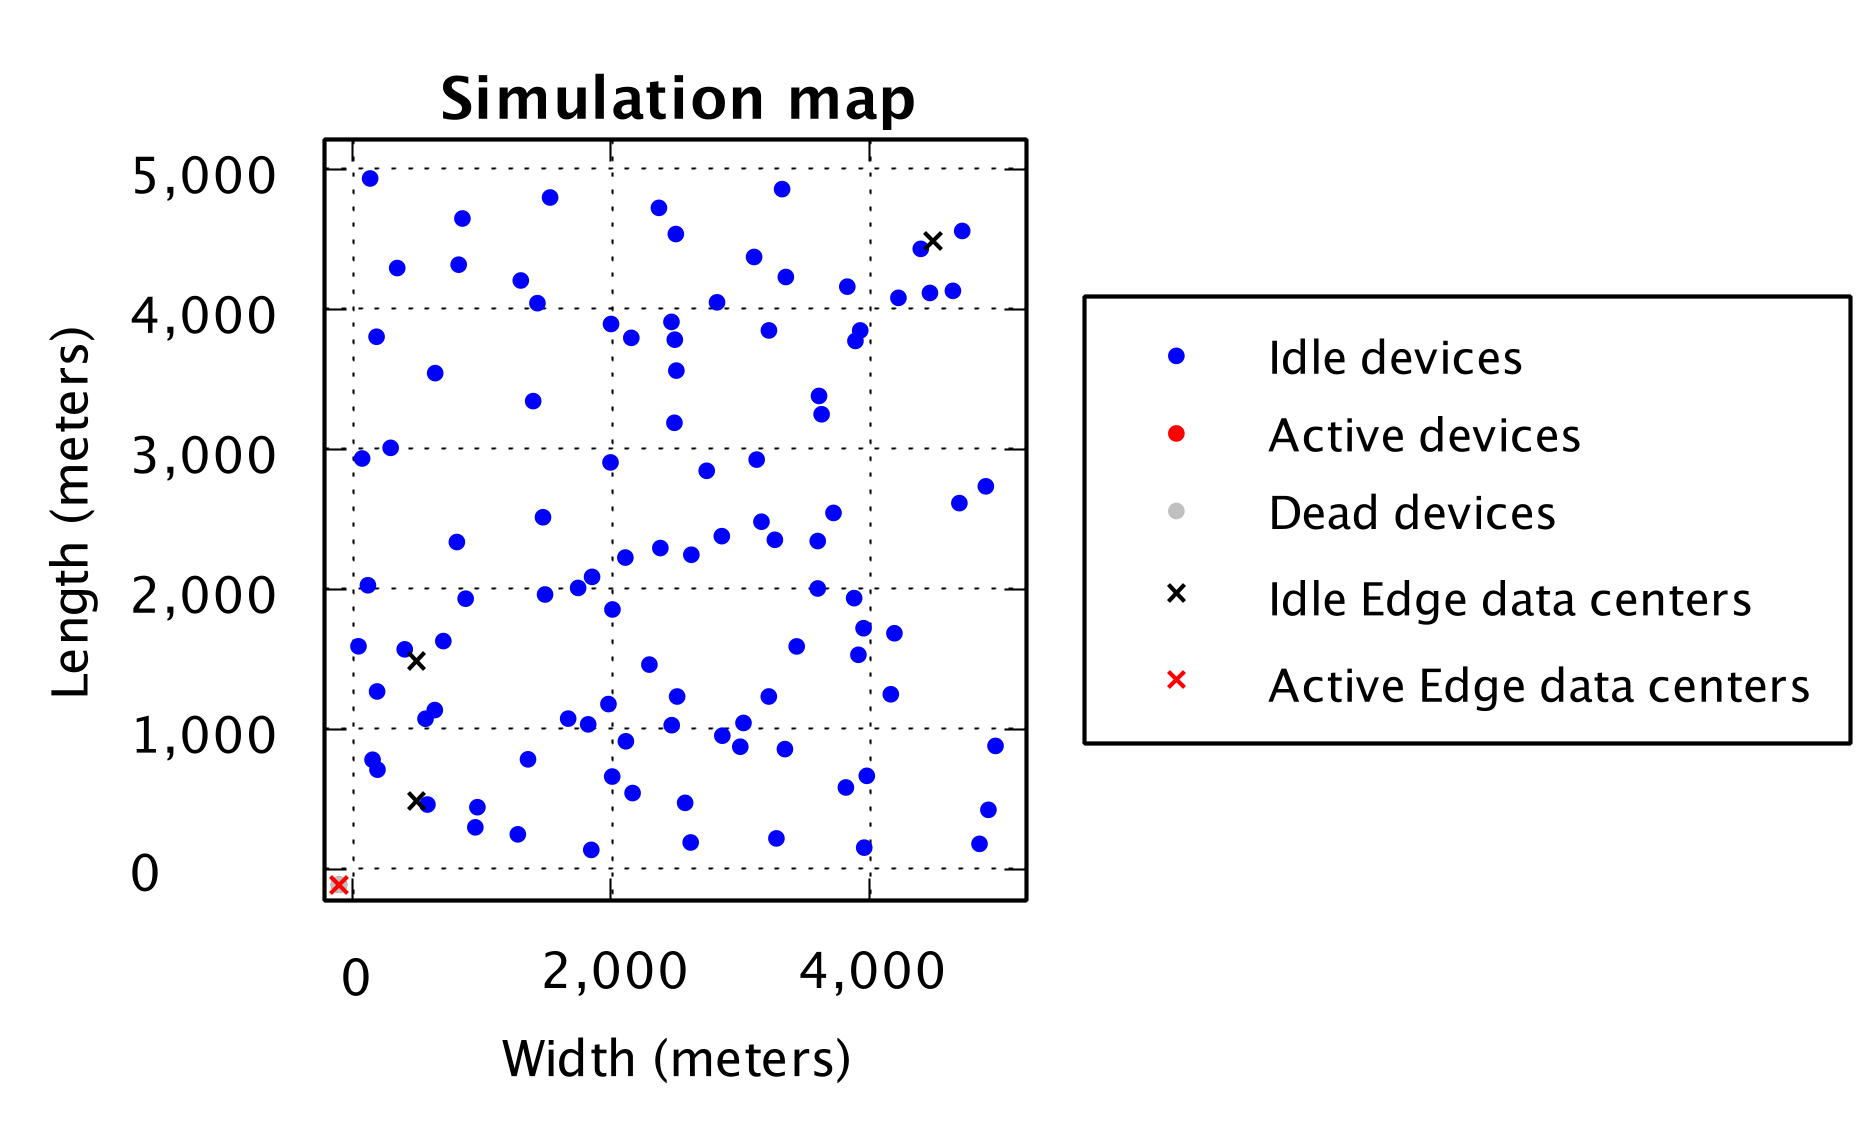 Simulation map
5,000
4,000
3,000
2,000
1,000
0
Length (meters)
0 2,000 4,000
Width (meters)
Idle devices
Active devices
Dead devices
Idle Edge data centers
Active Edge data centers